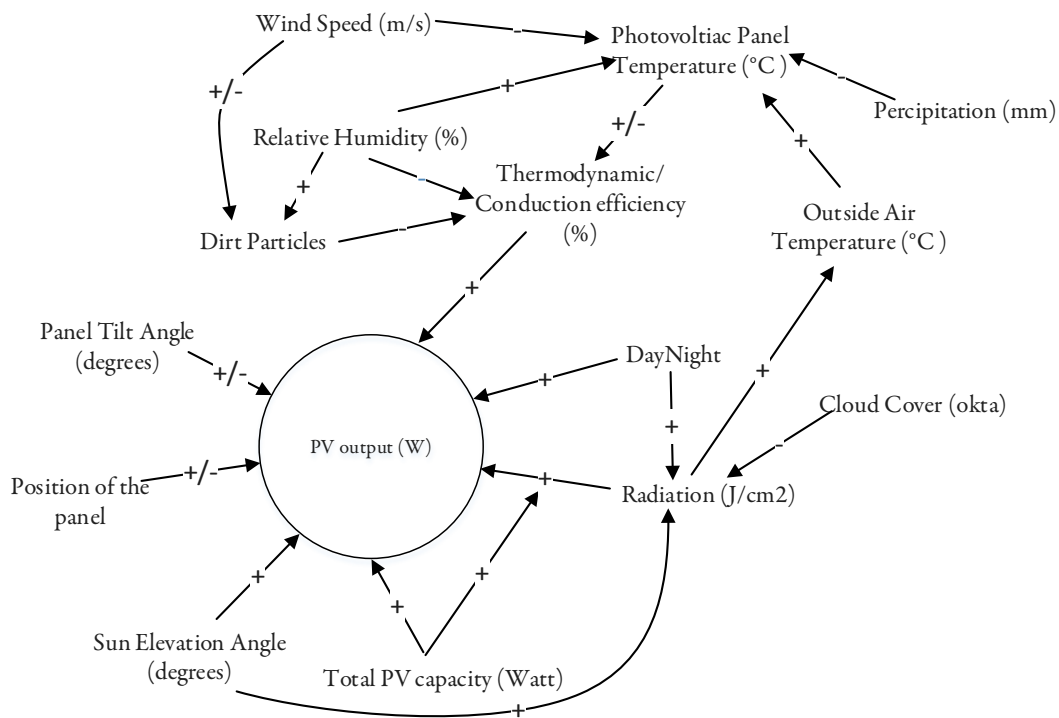 Wind Speed (m/s)
-
Photovoltiac Panel
Temperature (°C )
+/-
+
-
Percipitation (mm)
Relative Humidity (%)
+/-
+
+
-
Thermodynamic/
Conduction efficiency
(%)
Outside Air
Temperature (°C )
Dirt Particles
-
+
Panel Tilt Angle
(degrees)
+/-
DayNight
+
+
+
Cloud Cover (okta)
-
PV output (W)
Position of the
panel
+/-
+
Radiation (J/cm2)
+
+
+
Sun Elevation Angle
(degrees)
Total PV capacity (Watt)
+